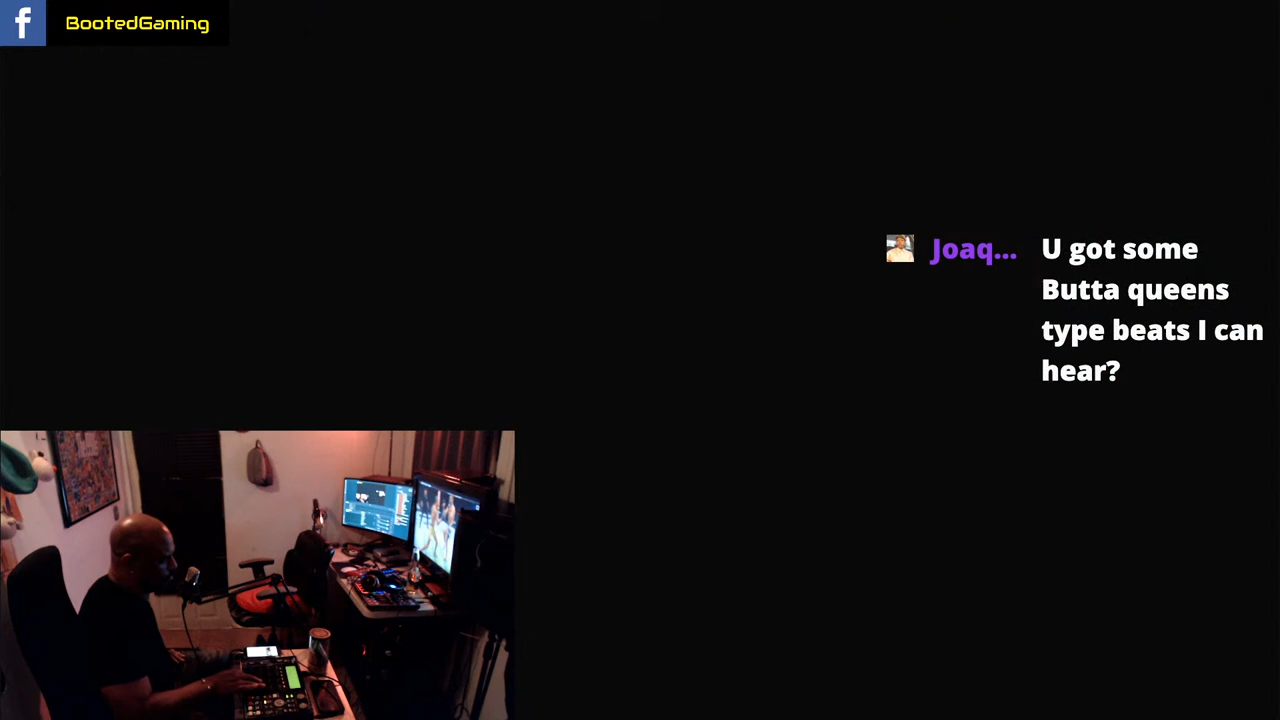 f BootedGaming
Joaq... U got some
Butta queens
type beats I can
hear?